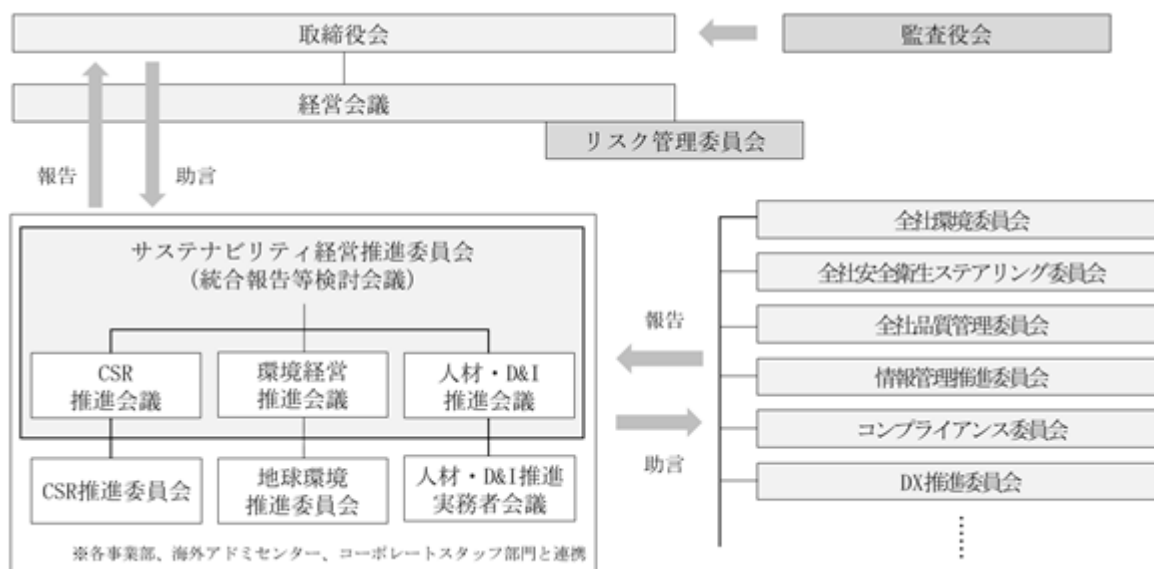 取締役会
監査役会
経営会議
リスク管理委員会
報告
助言
サステナビリティ経営推進委員会
(統合報告等検討会議)
CSR
推進会議
環境経営
推進会議
人材・D&I
推進会議
CSR推進委員会
地球環境
推進委員会
人材・D&I推進
実務者会議
※各事業部、海外アドミセンター、コーポレートスタッフ部門と連携
報告
助言
全社環境委員会
全社安全衛生ステアリング委員会
全社品質管理委員会
情報管理推進委員会
コンプライアンス委員会
DX推進委員会